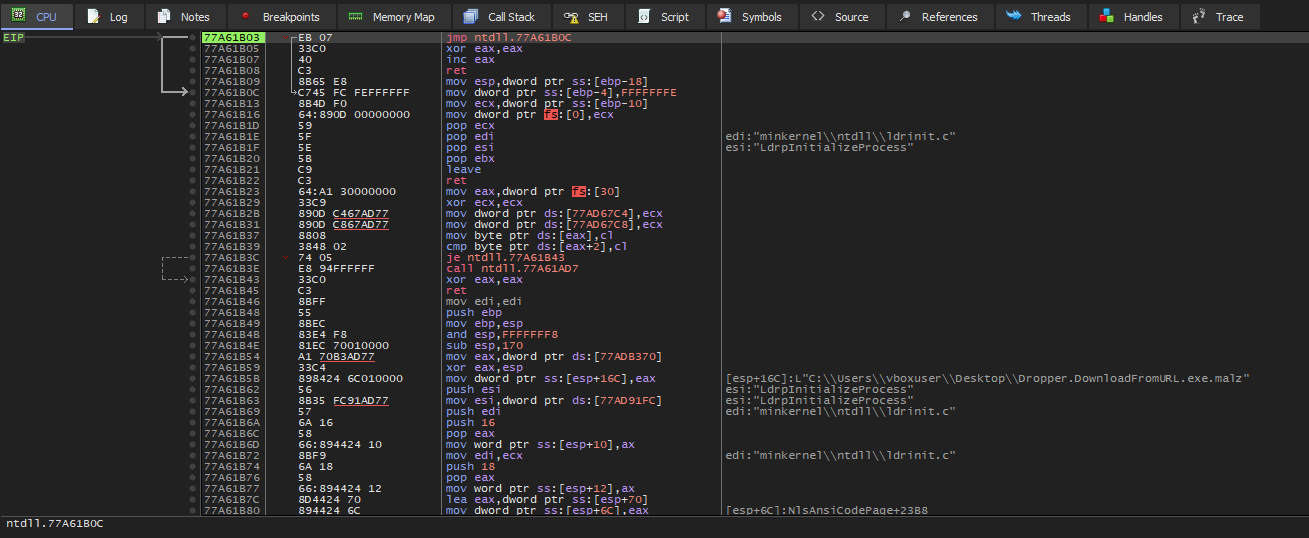 CPU Log Notes Breakpoints Memory Map Call Stack SEH Script Symbols Source References Threads Handles Trace
EIP 77A61B03 EB 07 jmp ntdll.77A61B0C
77A61B05 33C0 xor eax,eax
77A61B07 40 inc eax
77A61B08 C3 ret
77A61B09 8B65 E8 mov esp,dword ptr ss:[ebp-18]
77A61B0C C745 FC FEFFFFFF mov dword ptr ss:[ebp-4],FFFFFFFE
77A61B13 8B4D F0 mov ecx,dword ptr ss:[ebp-10]
77A61B16 64:890D 00000000 mov dword ptr fs:[0],ecx
77A61B1D 59 pop ecx
77A61B1E 5F pop edi edi:"minkernel\\ntdll\\ldrinit.c"
77A61B1F 5E pop esi esi:"LdrpInitializeProcess"
77A61B20 5B pop ebx
77A61B21 C9 leave
77A61B22 C3 ret
77A61B23 64:A1 30000000 mov eax,dword ptr fs:[30]
77A61B29 33C9 xor ecx,ecx
77A61B2B 890D C467AD77 mov dword ptr ds:[77AD67C4],ecx
77A61B31 890D C867AD77 mov dword ptr ds:[77AD67C8],ecx
77A61B37 8808 mov byte ptr ds:[eax],cl
77A61B39 3848 02 cmp byte ptr ds:[eax+2],cl
77A61B3C 74 05 je ntdll.77A61B43
77A61B3E E8 94FFFFFF call ntdll.77A61AD7
77A61B43 33C0 xor eax,eax
77A61B45 C3 ret
77A61B46 8BFF mov edi,edi
77A61B48 55 push ebp
77A61B49 8BEC mov ebp,esp
77A61B4B 83E4 F8 and esp,FFFFFFF8
77A61B4E 81EC 70010000 sub esp,170
77A61B54 A1 70B3AD77 mov eax,dword ptr ds:[77ADB370]
77A61B59 33C4 xor eax,esp
77A61B5B 898424 6C010000 mov dword ptr ss:[esp+16C],eax [esp+16C]:L"C:\\Users\\vboxuser\\Desktop\\Dropper.DownloadFromURL.exe.malz"
77A61B62 56 push esi esi:"LdrpInitializeProcess"
77A61B63 8B35 FC91AD77 mov esi,dword ptr ds:[77AD91FC] esi:"LdrpInitializeProcess"
77A61B69 57 push edi edi:"minkernel\\ntdll\\ldrinit.c"
77A61B6A 6A 16 push 16
77A61B6C 58 pop eax
77A61B6D 66:894424 10 mov word ptr ss:[esp+10],ax
77A61B72 8BF9 mov edi,ecx edi:"minkernel\\ntdll\\ldrinit.c"
77A61B74 6A 18 push 18
77A61B76 58 pop eax
77A61B77 66:894424 12 mov word ptr ss:[esp+12],ax
77A61B7C 8D4424 70 lea eax,dword ptr ss:[esp+70]
77A61B80 894424 6C mov dword ptr ss:[esp+6C],eax [esp+6C]:NlsAnsiCodePage+23B8
ntdll.77A61B0C